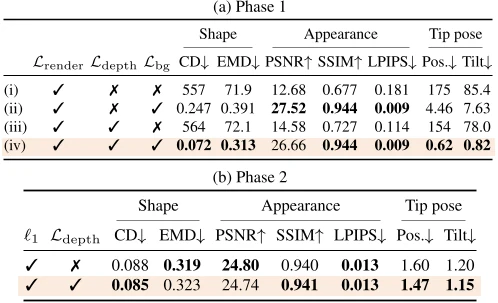 (a) Phase 1
Shape Appearance Tip pose
ℒrender ℒdepth ℒbg CD↓ EMD↓ PSNR↑ SSIM↑ LPIPS↓ Pos.↓ Tilt↓
(i) ✓ ✗ ✗ 557 71.9 12.68 0.677 0.181 175 85.4
(ii) ✓ ✗ ✓ 0.247 0.391 27.52 0.944 0.009 4.46 7.63
(iii) ✓ ✓ ✗ 564 72.1 14.58 0.727 0.114 154 78.0
(iv) ✓ ✓ ✓ 0.072 0.313 26.66 0.944 0.009 0.62 0.82
(b) Phase 2
Shape Appearance Tip pose
ℓ1 ℒdepth CD↓ EMD↓ PSNR↑ SSIM↑ LPIPS↓ Pos.↓ Tilt↓
✓ ✗ 0.088 0.319 24.80 0.940 0.013 1.60 1.20
✓ ✓ 0.085 0.323 24.74 0.941 0.013 1.47 1.15